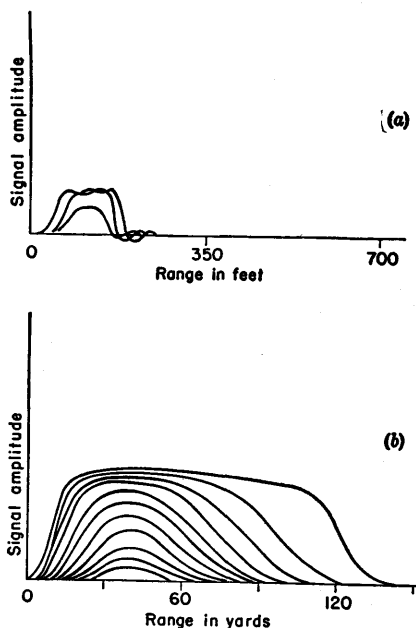 Signal amplitude
(a)
0
350
700
Range in feet
Signal amplitude
(b)
0
60
120
Range in yards